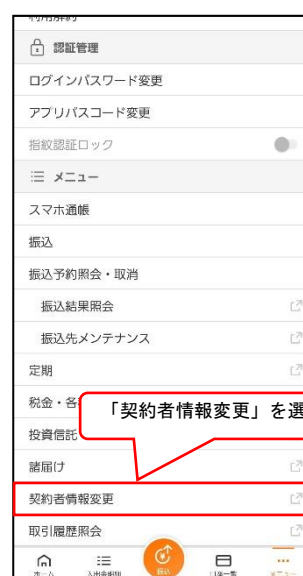 認証管理
ログインパスワード変更
アプリパスコード変更
指紋認証ロック
メニュー
スマホ通帳
振込
振込予約照会・取消
振込結果照会
振込先メンテナンス
定期
税金・各
「契約者情報変更」を選
投資信託
諸届け
契約者情報変更
取引履歴照会
振込